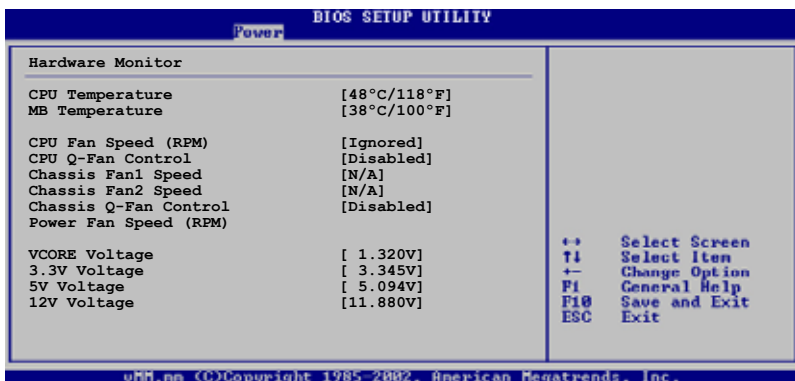 BIOS SETUP UTILITY
Power
Hardware Monitor
CPU Temperature [48°C/118°F]
MB Temperature [38°C/100°F]
CPU Fan Speed (RPM) [Ignored]
CPU Q-Fan Control [Disabled]
Chassis Fan1 Speed [N/A]
Chassis Fan2 Speed [N/A]
Chassis Q-Fan Control [Disabled]
Power Fan Speed (RPM)
VCORE Voltage [ 1.320V]
3.3V Voltage [ 3.345V]
5V Voltage [ 5.094V]
12V Voltage [11.880V]
←→ Select Screen
↑↓ Select Item
+- Change Option
F1 General Help
F10 Save and Exit
ESC Exit
vMM.mm (C)Copyright 1985-2002, American Megatrends, Inc.